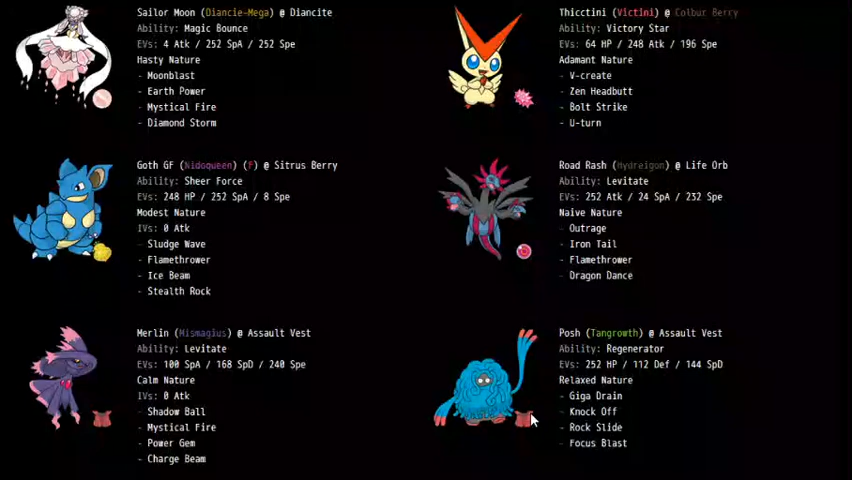 Sailor Moon (Diancie-Mega) @ Diancite
Ability: Magic Bounce
EVs: 4 Atk / 252 SpA / 252 Spe
Hasty Nature
- Moonblast
- Earth Power
- Mystical Fire
- Diamond Storm
Thicctini (Victini) @ Colbur Berry
Ability: Victory Star
EVs: 64 HP / 248 Atk / 196 Spe
Adamant Nature
- V-create
- Zen Headbutt
- Bolt Strike
- U-turn
Goth GF (Nidoqueen) (F) @ Sitrus Berry
Ability: Sheer Force
EVs: 248 HP / 252 SpA / 8 Spe
Modest Nature
IVs: 0 Atk
- Sludge Wave
- Flamethrower
- Ice Beam
- Stealth Rock
Road Rash (Hydreigon) @ Life Orb
Ability: Levitate
EVs: 252 Atk / 24 SpA / 232 Spe
Naive Nature
- Outrage
- Iron Tail
- Flamethrower
- Dragon Dance
Merlin (Mismagius) @ Assault Vest
Ability: Levitate
EVs: 100 SpA / 168 SpD / 240 Spe
Calm Nature
IVs: 0 Atk
- Shadow Ball
- Mystical Fire
- Power Gem
- Charge Beam
Posh (Tangrowth) @ Assault Vest
Ability: Regenerator
EVs: 252 HP / 112 Def / 144 SpD
Relaxed Nature
- Giga Drain
- Knock Off
- Rock Slide
- Focus Blast